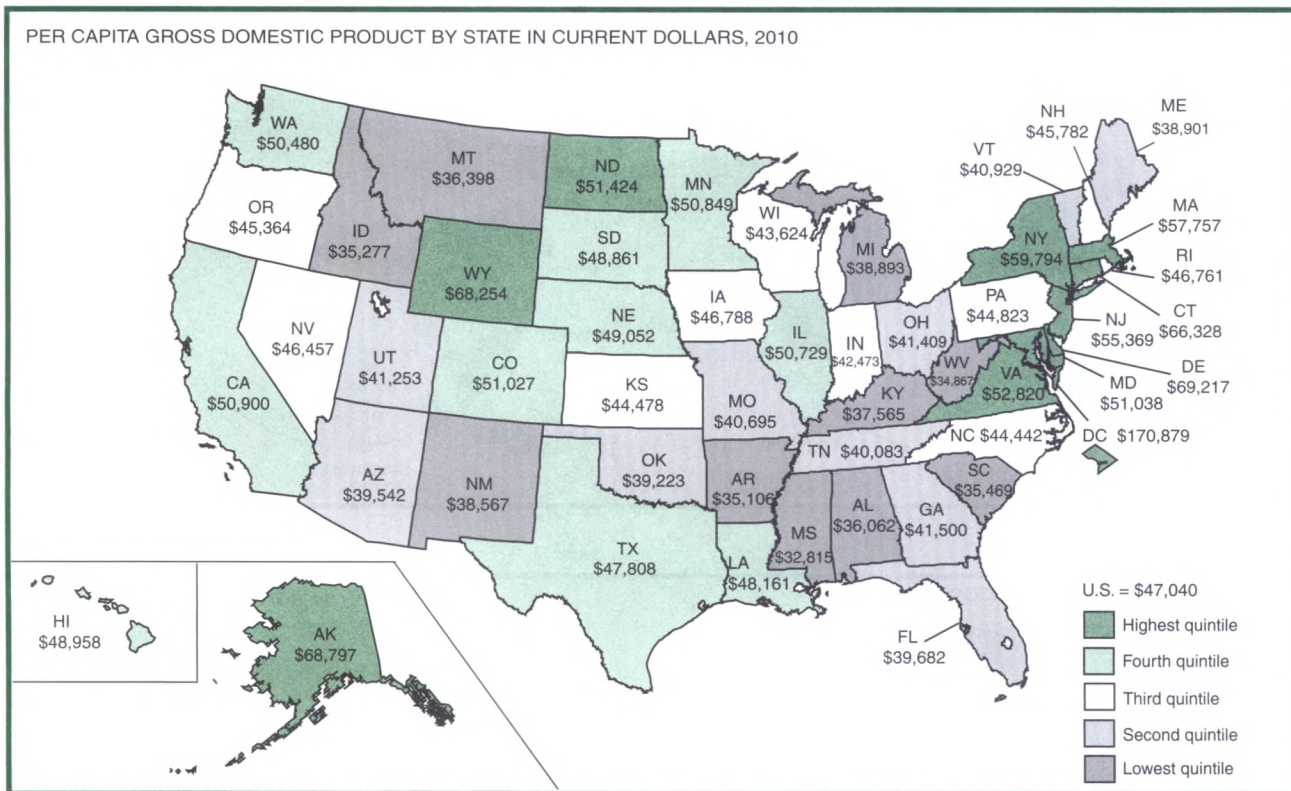 PER CAPITA GROSS DOMESTIC PRODUCT BY STATE IN CURRENT DOLLARS, 2010
WA
$50,480
OR
$45,364
CA
$50,900
NV
$46,457
ID
$35,277
MT
$36,398
WY
$68,254
UT
$41,253
AZ
$39,542
CO
$51,027
NM
$38,567
ND
$51,424
SD
$48,861
NE
$49,052
KS
$44,478
OK
$39,223
TX
$47,808
MN
$50,849
IA
$46,788
MO
$40,695
AR
$35,106
LA
$48,161
WI
$43,624
IL
$50,729
MI
$38,893
IN
$42,473
OH
$41,409
KY
$37,565
TN $40,083
MS
$32,815
AL
$36,062
GA
$41,500
FL
$39,682
SC
$35,469
NC $44,442
VA
$52,820
WV
$34,867
PA
$44,823
NY
$59,794
VT
$40,929
NH
$45,782
ME
$38,901
MA
$57,757
RI
$46,761
CT
$66,328
NJ
$55,369
DE
$69,217
MD
$51,038
DC $170,879
HI
$48,958
AK
$68,797
U.S. = $47,040
Highest quintile
Fourth quintile
Third quintile
Second quintile
Lowest quintile